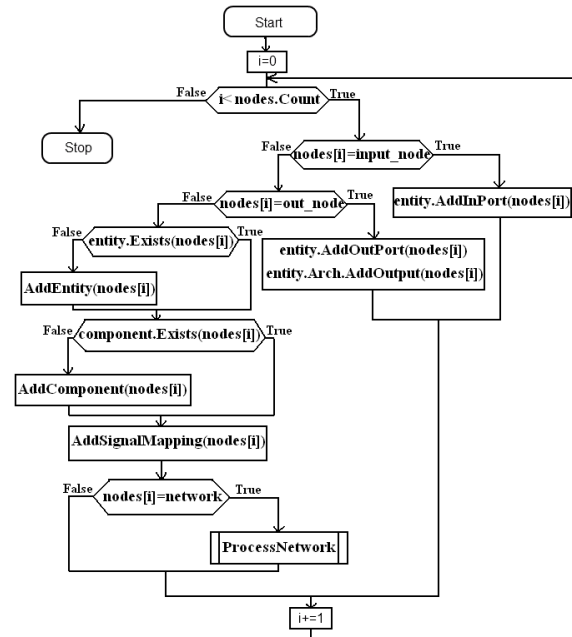 Start
i=0
False
True
i< nodes.Count
Stop
False
True
nodes[i]=input_node
False
True
nodes[i]=out_node
entity.AddInPort(nodes[i])
False
True
entity.Exists(nodes[i])
entity.AddOutPort(nodes[i])
entity.Arch.AddOutput(nodes[i])
AddEntity(nodes[i])
False
True
component.Exists(nodes[i])
AddComponent(nodes[i])
AddSignalMapping(nodes[i])
False
True
nodes[i]=network
ProcessNetwork
i+=1